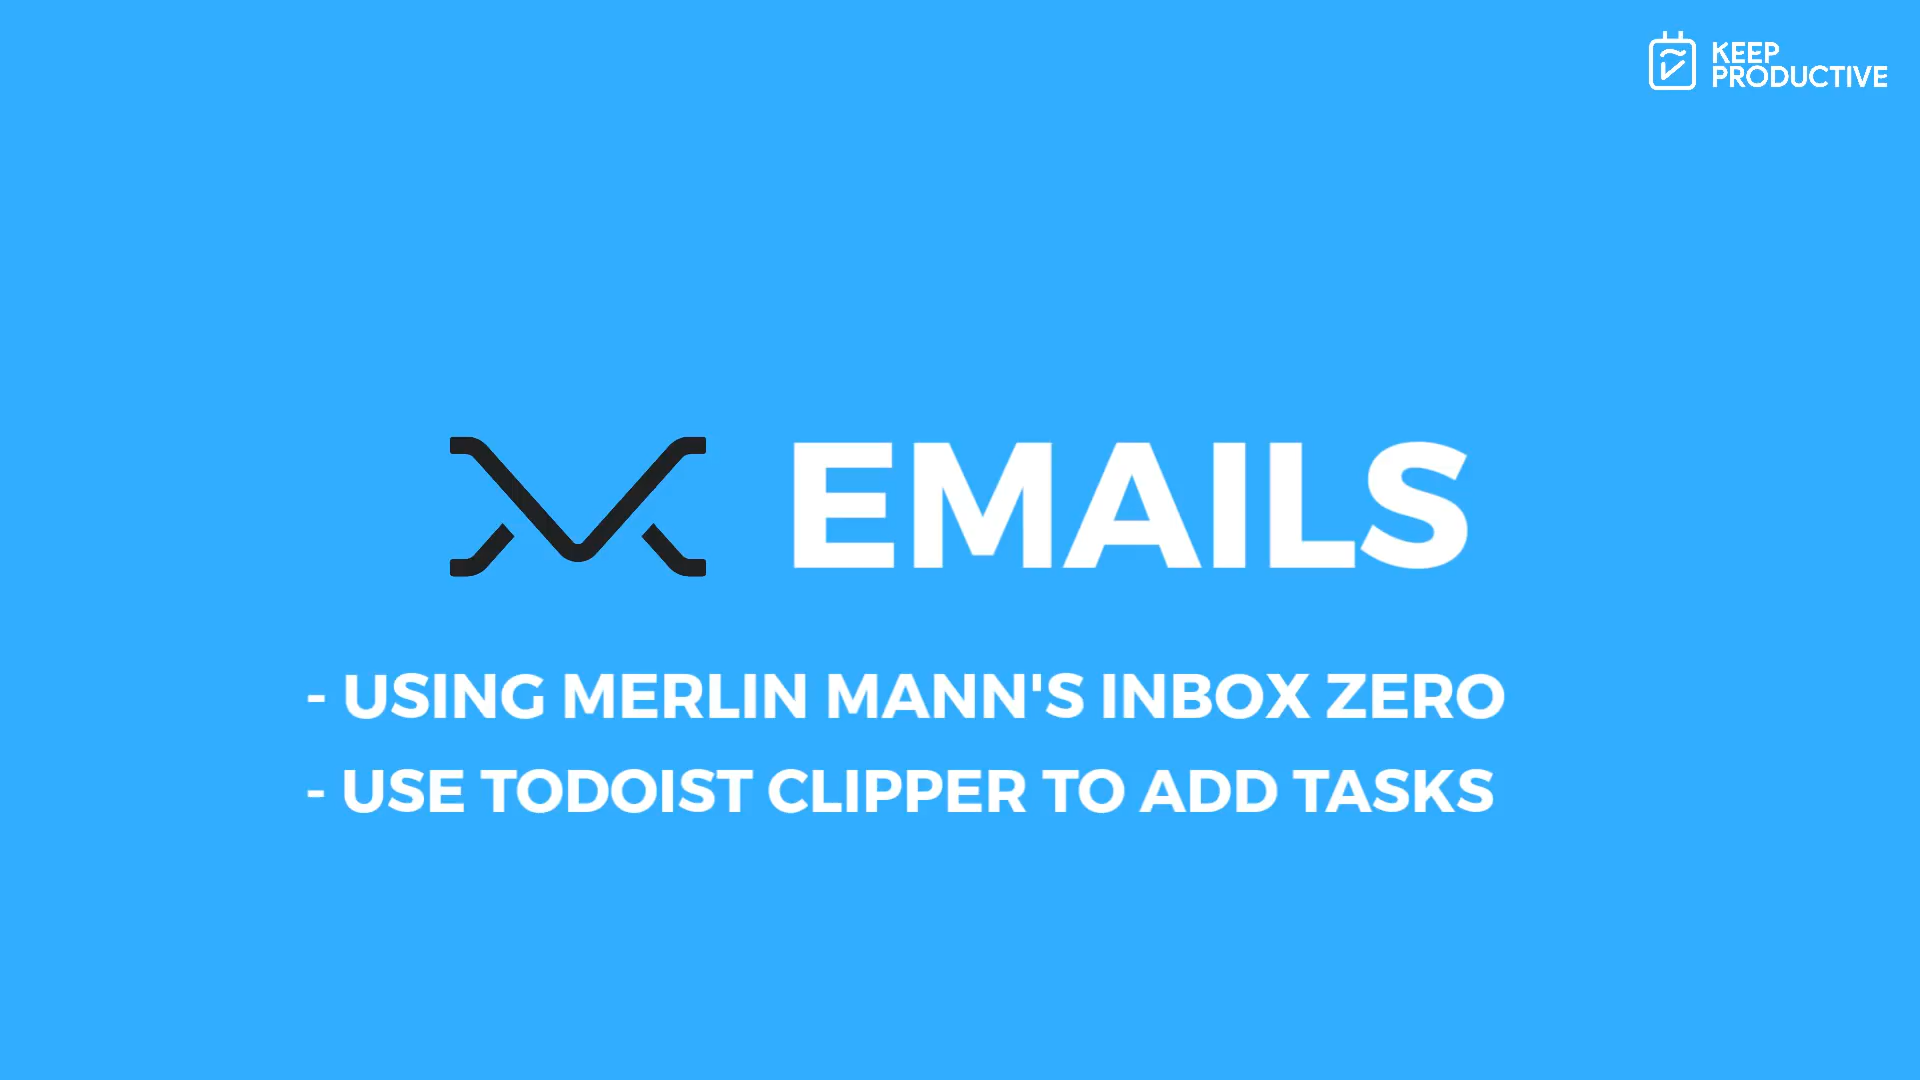 KEEP
PRODUCTIVE
EMAILS
- USING MERLIN MANN'S INBOX ZERO
- USE TODOIST CLIPPER TO ADD TASKS